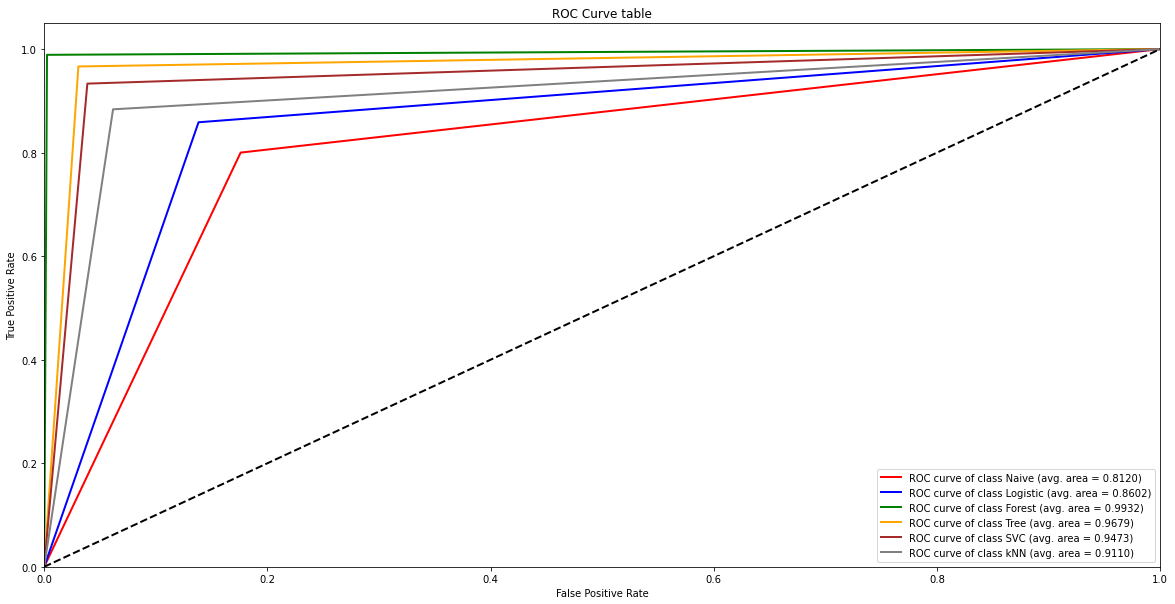 ROC Curve table
True Positive Rate
1.0
0.8
0.6
0.4
0.2
0.0
ROC curve of class Naive (avg. area = 0.8120)
ROC curve of class Logistic (avg. area = 0.8602)
ROC curve of class Forest (avg. area = 0.9932)
ROC curve of class Tree (avg. area = 0.9679)
ROC curve of class SVC (avg. area = 0.9473)
ROC curve of class kNN (avg. area = 0.9110)
0.0 0.2 0.4 0.6 0.8 1.0
False Positive Rate